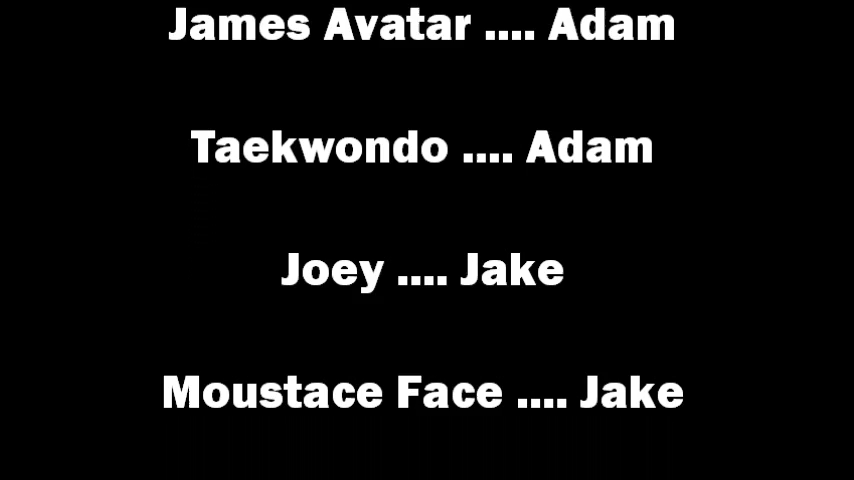 James Avatar .... Adam
Taekwondo .... Adam
Joey .... Jake
Moustace Face .... Jake